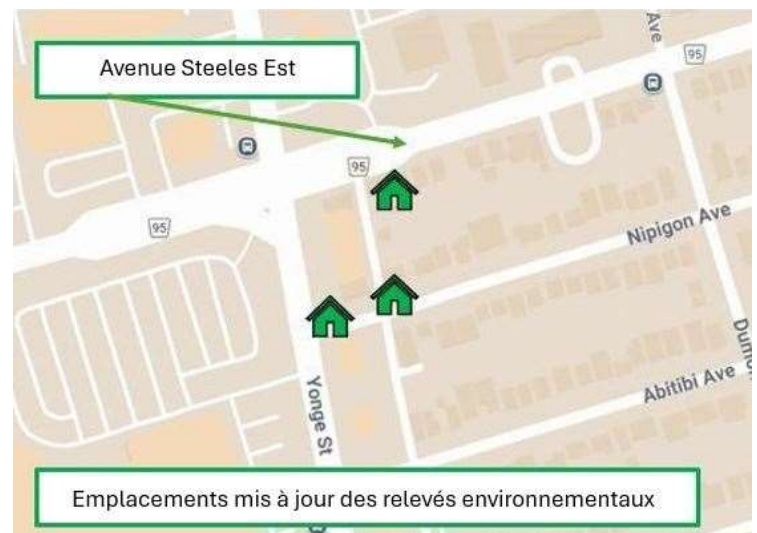 Avenue Steeles Est
Ave
95
95
95
Nipigon Ave
Yonge St
Abitibi Ave
Emplacements mis à jour des relevés environnementaux